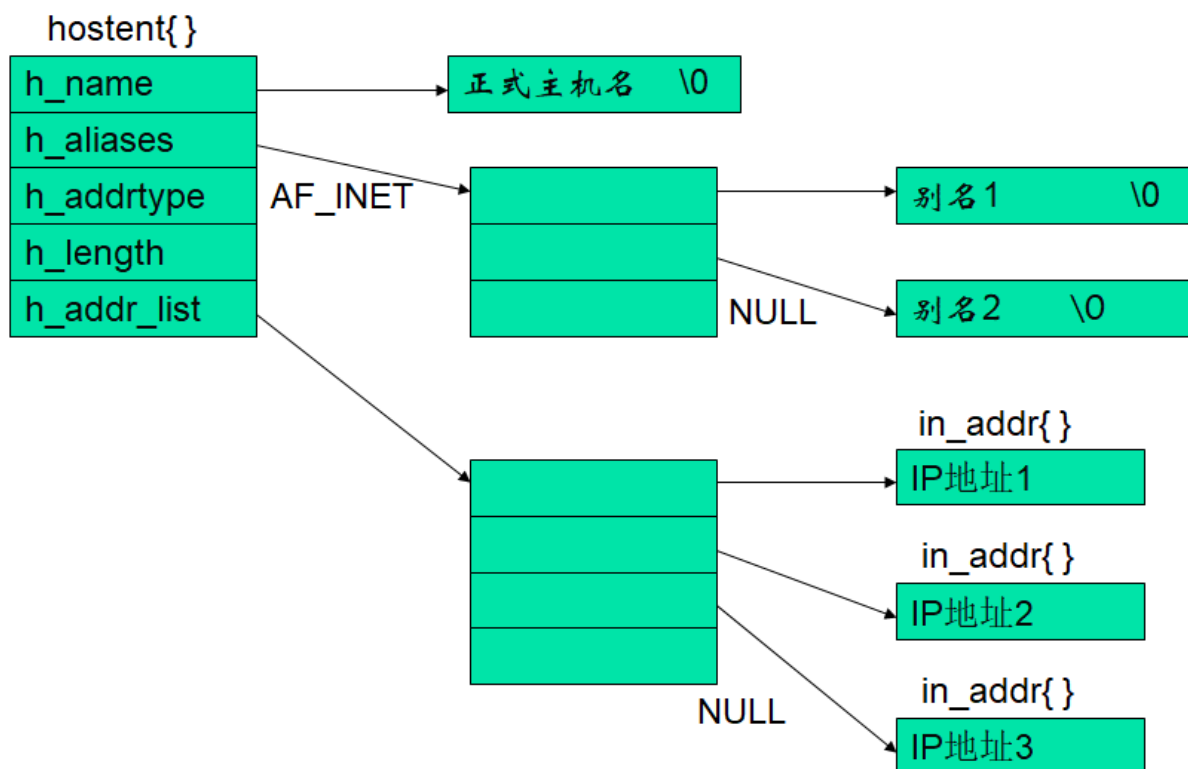 hostent{ }
h_name
正式主机名 \0
h_aliases
h_addrtype
AF_INET
别名1 \0
h_length
h_addr_list
NULL
别名2 \0
in_addr{ }
IP地址1
in_addr{ }
IP地址2
in_addr{ }
NULL
IP地址3